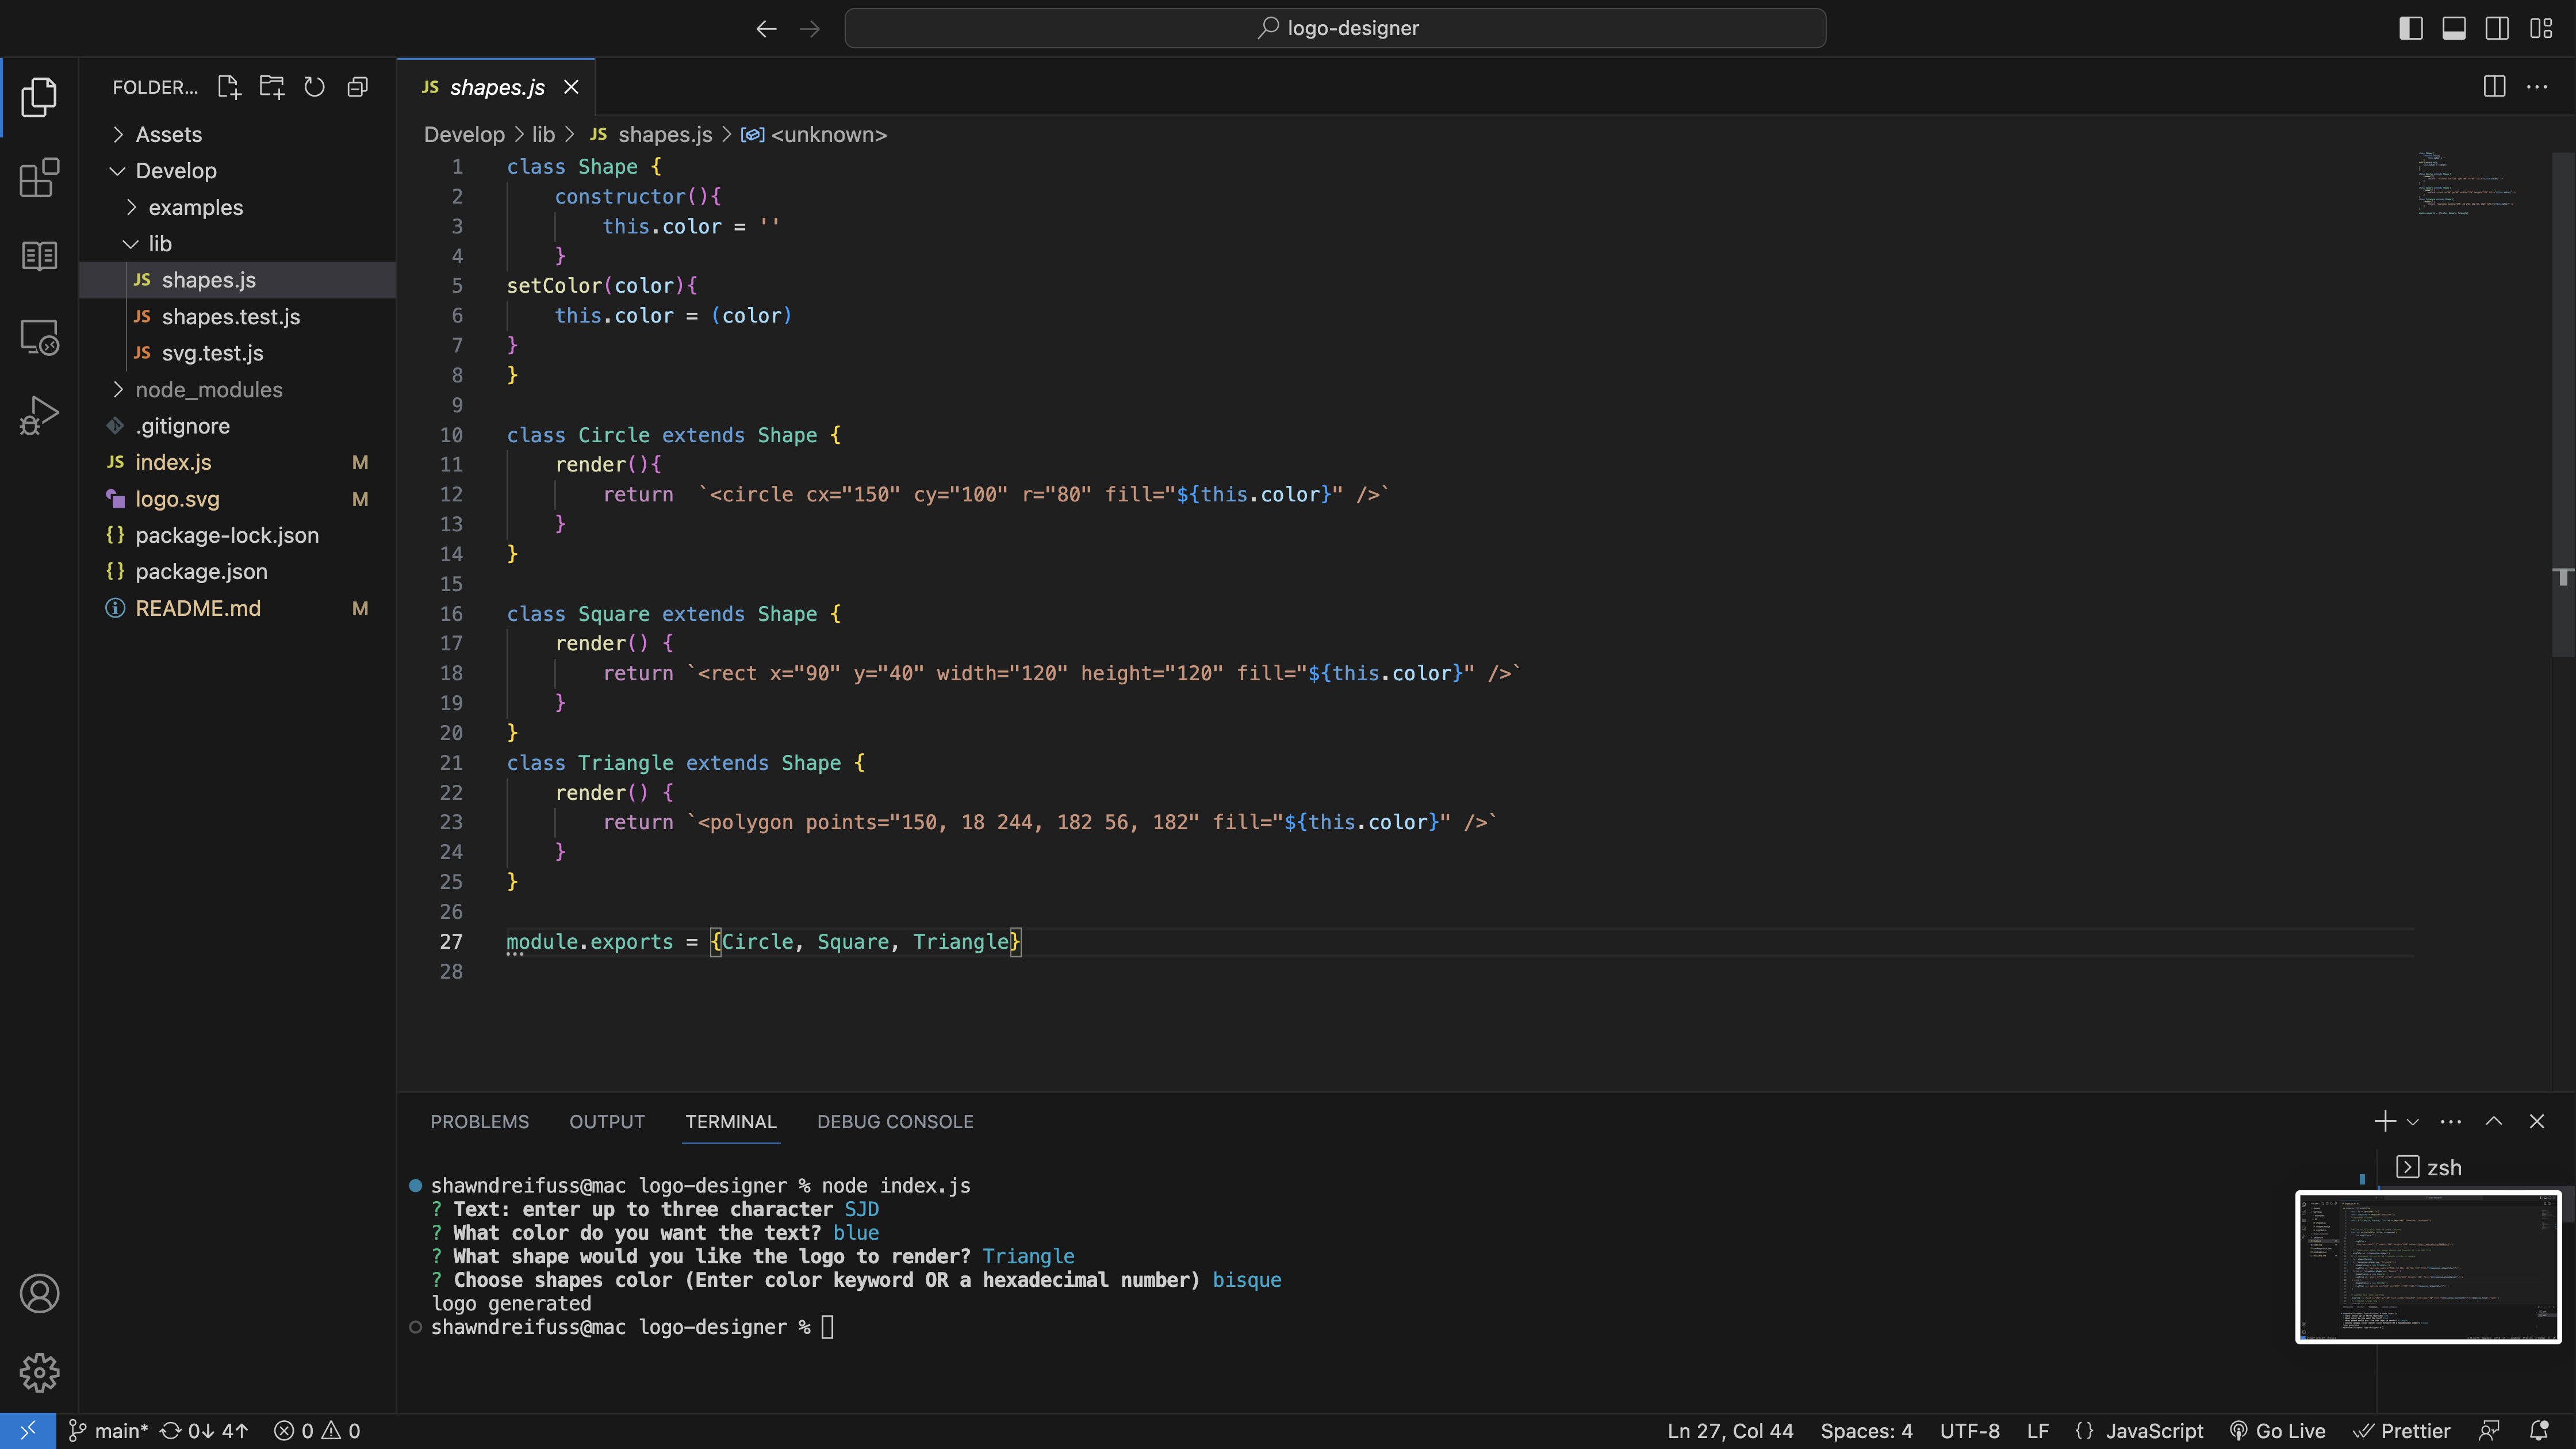 logo-designer
FOLDER...
JS shapes.js
Develop > lib > JS shapes.js > <unknown>
Assets
Develop
examples
lib
JS shapes.js
JS shapes.test.js
JS svg.test.js
node_modules
.gitignore
JS index.js M
logo.svg M
{} package-lock.json
{} package.json
README.md M
1 class Shape {
2 constructor(){
3 this.color = ''
4 }
5 setColor(color){
6 this.color = (color)
7 }
8 }
9
10 class Circle extends Shape {
11 render(){
12 return  `<circle cx="150" cy="100" r="80" fill="${this.color}" />`
13 }
14 }
15
16 class Square extends Shape {
17 render() {
18 return `<rect x="90" y="40" width="120" height="120" fill="${this.color}" />`
19 }
20 }
21 class Triangle extends Shape {
22 render() {
23 return `<polygon points="150, 18 244, 182 56, 182" fill="${this.color}" />`
24 }
25 }
26
27 module.exports = {Circle, Square, Triangle}
28
PROBLEMS OUTPUT TERMINAL DEBUG CONSOLE
zsh
shawndreifuss@mac logo-designer % node index.js
? Text: enter up to three character SJD
? What color do you want the text? blue
? What shape would you like the logo to render? Triangle
? Choose shapes color (Enter color keyword OR a hexadecimal number) bisque
logo generated
shawndreifuss@mac logo-designer %
main* 0↓ 4↑ 0 0 Ln 27, Col 44 Spaces: 4 UTF-8 LF {} JavaScript Go Live Prettier